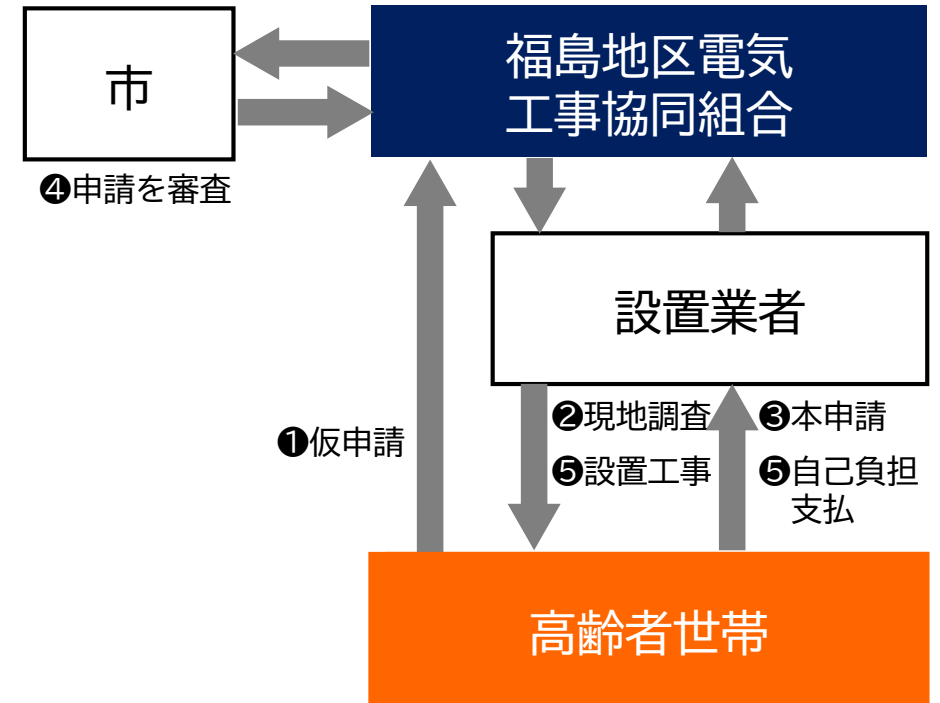 市
福島地区電気
工事協同組合
❹申請を審査
設置業者
❶仮申請
❷現地調査
❺設置工事
❸本申請
❺自己負担
支払
高齢者世帯